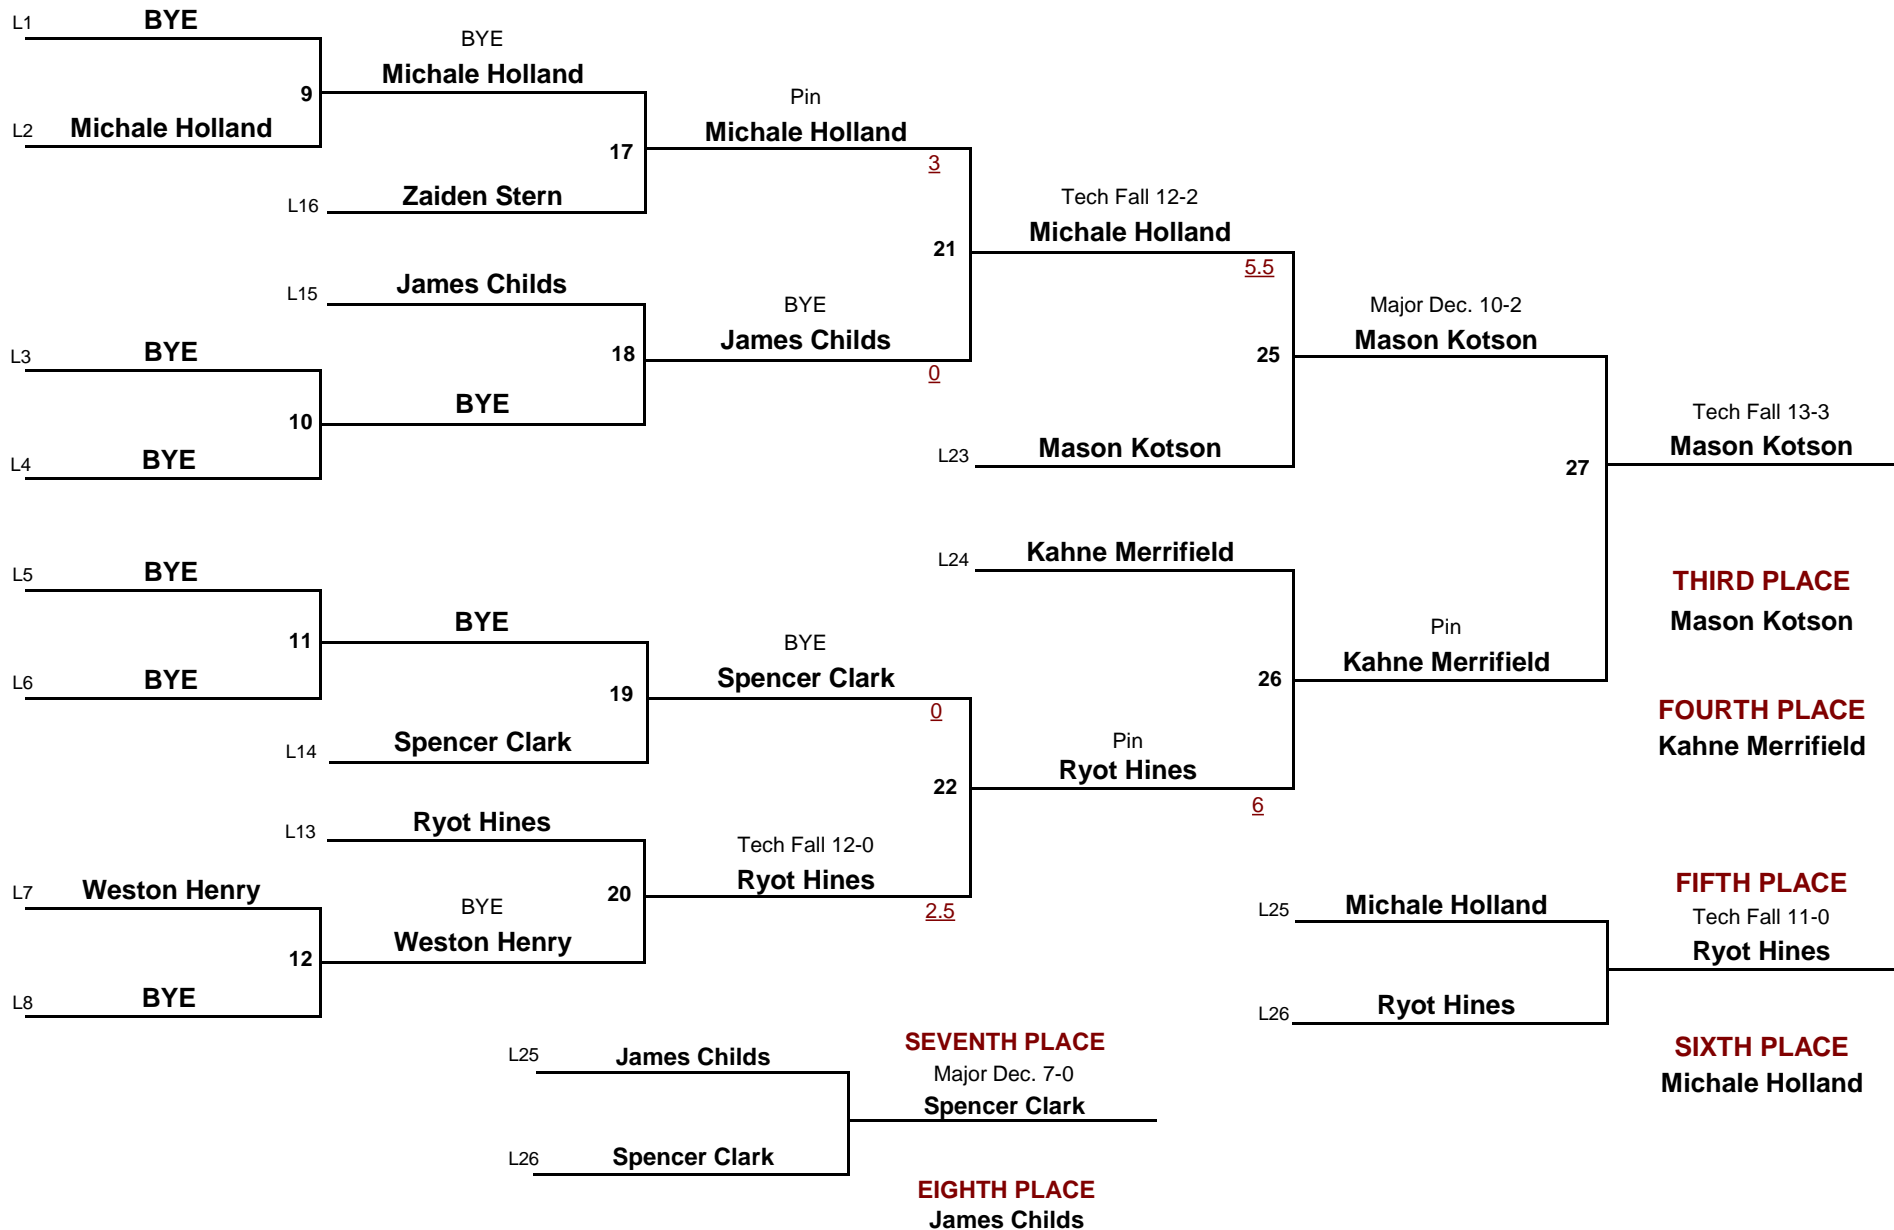 L1
BYE
9
L2
Michale Holland
BYE
Michale Holland
17
L16
Zaiden Stern
Pin
Michale Holland
3
L15
James Childs
L3
BYE
18
10
BYE
L4
BYE
BYE
James Childs
0
21
Tech Fall 12-2
Michale Holland
5.5
25
L23
Mason Kotson
Major Dec. 10-2
Mason Kotson
27
Tech Fall 13-3
Mason Kotson
THIRD PLACE
Mason Kotson
FOURTH PLACE
Kahne Merrifield
L5
BYE
11
BYE
L6
BYE
19
L14
Spencer Clark
BYE
Spencer Clark
0
L24
Kahne Merrifield
26
Pin
Kahne Merrifield
22
Pin
Ryot Hines
6
L13
Ryot Hines
L7
Weston Henry
20
Tech Fall 12-0
Ryot Hines
2.5
BYE
Weston Henry
12
L8
BYE
L25
Michale Holland
L26
Ryot Hines
FIFTH PLACE
Tech Fall 11-0
Ryot Hines
SIXTH PLACE
Michale Holland
L25
James Childs
L26
Spencer Clark
SEVENTH PLACE
Major Dec. 7-0
Spencer Clark
EIGHTH PLACE
James Childs